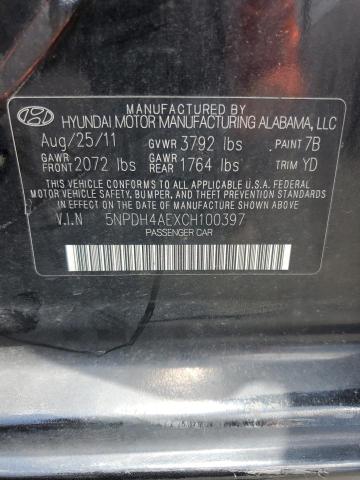 MANUFACTURED BY
HYUNDAI MOTOR MANUFACTURING ALABAMA, LLC
Aug/25/11 GVWR 3792 lbs PAINT 7B
GAWR FRONT 2072 lbs GAWR REAR 1764 lbs TRIM YD
THIS VEHICLE CONFORMS TO ALL APPLICABLE U.S.A. FEDERAL
MOTOR VEHICLE SAFETY, BUMPER, AND THEFT PREVENTION
STANDARDS IN EFFECT ON THE DATE OF MANUFACTURE SHOWN ABOVE.
V.I.N 5NPDH4AEXCH100397
PASSENGER CAR